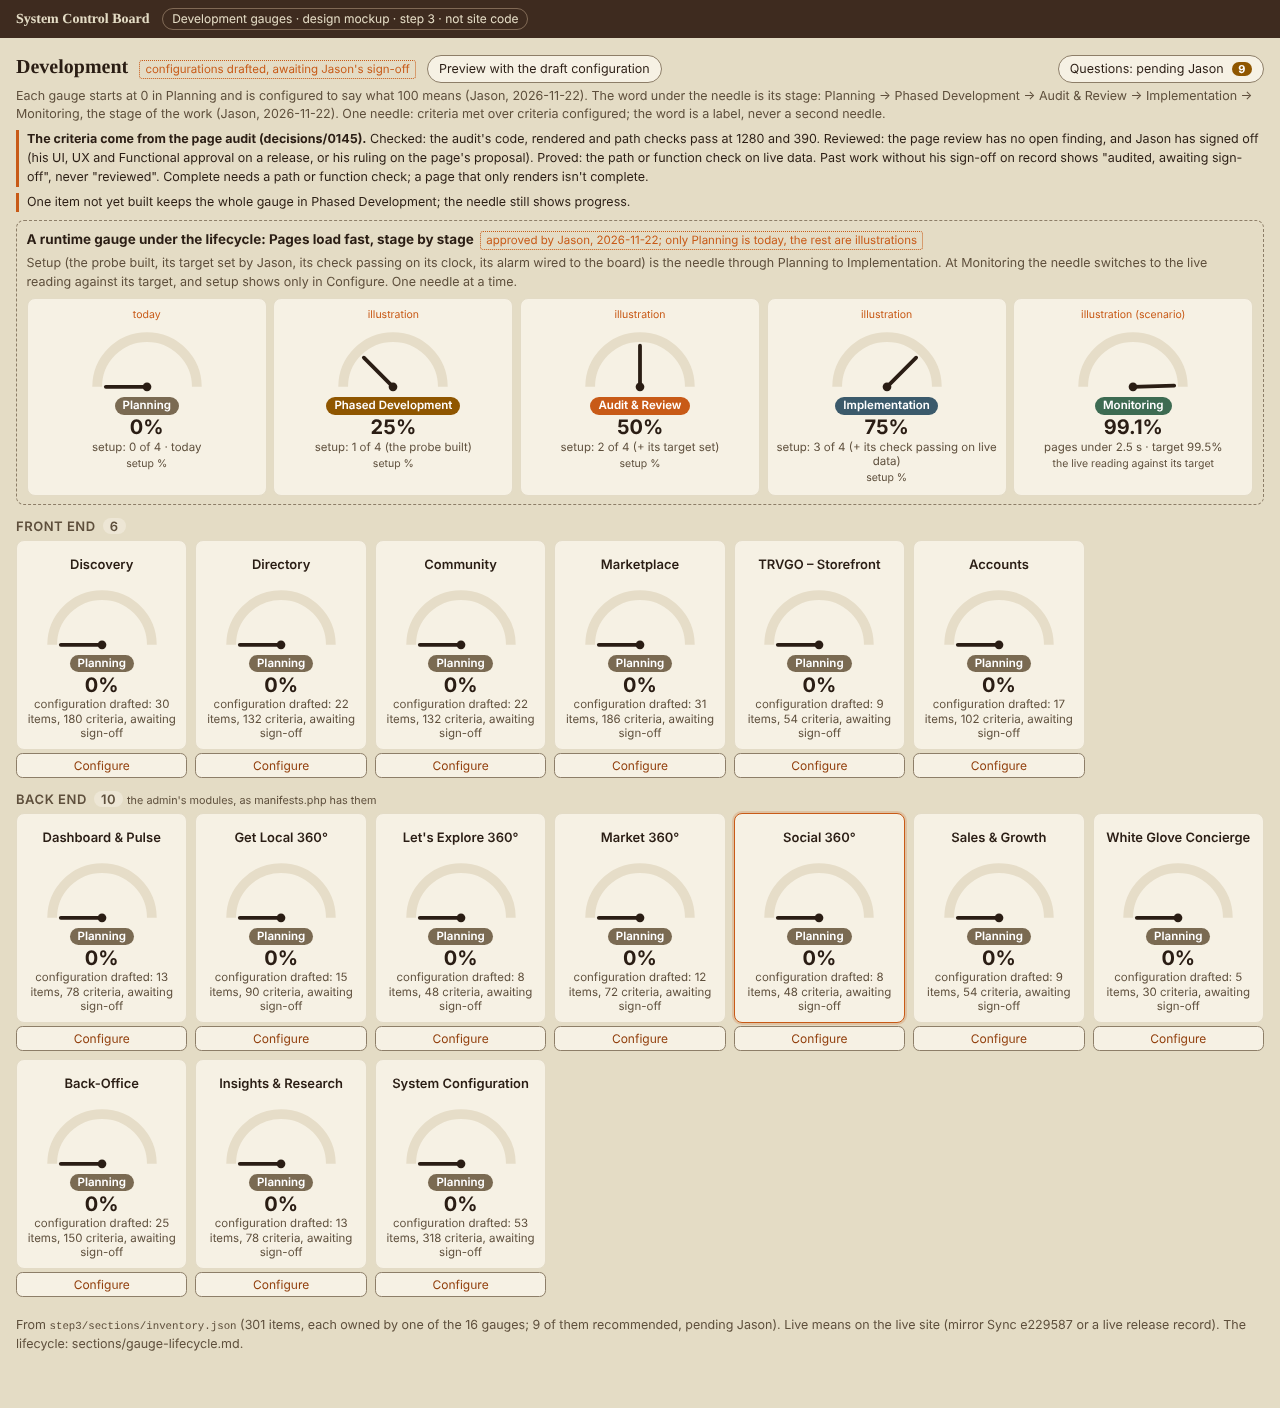 System Control Board
Development gauges · design mockup · step 3 · not site code
Development
configurations drafted, awaiting Jason's sign-off
Preview with the draft configuration
Questions: pending Jason 9
Each gauge starts at 0 in Planning and is configured to say what 100 means (Jason, 2026-11-22). The word under the needle is its stage: Planning → Phased Development → Audit & Review → Implementation →
Monitoring, the stage of the work (Jason, 2026-11-22). One needle: criteria met over criteria configured; the word is a label, never a second needle.
The criteria come from the page audit (decisions/0145). Checked: the audit's code, rendered and path checks pass at 1280 and 390. Reviewed: the page review has no open finding, and Jason has signed off
(his UI, UX and Functional approval on a release, or his ruling on the page's proposal). Proved: the path or function check on live data. Past work without his sign-off on record shows "audited, awaiting sign-
off", never "reviewed". Complete needs a path or function check; a page that only renders isn't complete.
One item not yet built keeps the whole gauge in Phased Development; the needle still shows progress.
A runtime gauge under the lifecycle: Pages load fast, stage by stage
approved by Jason, 2026-11-22; only Planning is today, the rest are illustrations
Setup (the probe built, its target set by Jason, its check passing on its clock, its alarm wired to the board) is the needle through Planning to Implementation. At Monitoring the needle switches to the live
reading against its target, and setup shows only in Configure. One needle at a time.
today
Planning
0%
setup: 0 of 4 · today
setup %
illustration
Phased Development
25%
setup: 1 of 4 (the probe built)
setup %
illustration
Audit & Review
50%
setup: 2 of 4 (+ its target set)
setup %
illustration
Implementation
75%
setup: 3 of 4 (+ its check passing on live
data)
setup %
illustration (scenario)
Monitoring
99.1%
pages under 2.5 s · target 99.5%
the live reading against its target
FRONT END 6
Discovery
Planning
0%
configuration drafted: 30
items, 180 criteria, awaiting
sign-off
Configure
Directory
Planning
0%
configuration drafted: 22
items, 132 criteria, awaiting
sign-off
Configure
Community
Planning
0%
configuration drafted: 22
items, 132 criteria, awaiting
sign-off
Configure
Marketplace
Planning
0%
configuration drafted: 31
items, 186 criteria, awaiting
sign-off
Configure
TRVGO – Storefront
Planning
0%
configuration drafted: 9
items, 54 criteria, awaiting
sign-off
Configure
Accounts
Planning
0%
configuration drafted: 17
items, 102 criteria, awaiting
sign-off
Configure
BACK END 10 the admin's modules, as manifests.php has them
Dashboard & Pulse
Planning
0%
configuration drafted: 13
items, 78 criteria, awaiting
sign-off
Configure
Get Local 360°
Planning
0%
configuration drafted: 15
items, 90 criteria, awaiting
sign-off
Configure
Let's Explore 360°
Planning
0%
configuration drafted: 8
items, 48 criteria, awaiting
sign-off
Configure
Market 360°
Planning
0%
configuration drafted: 12
items, 72 criteria, awaiting
sign-off
Configure
Social 360°
Planning
0%
configuration drafted: 8
items, 48 criteria, awaiting
sign-off
Configure
Sales & Growth
Planning
0%
configuration drafted: 9
items, 54 criteria, awaiting
sign-off
Configure
White Glove Concierge
Planning
0%
configuration drafted: 5
items, 30 criteria, awaiting
sign-off
Configure
Back-Office
Planning
0%
configuration drafted: 25
items, 150 criteria, awaiting
sign-off
Configure
Insights & Research
Planning
0%
configuration drafted: 13
items, 78 criteria, awaiting
sign-off
Configure
System Configuration
Planning
0%
configuration drafted: 53
items, 318 criteria, awaiting
sign-off
Configure
From step3/sections/inventory.json (301 items, each owned by one of the 16 gauges; 9 of them recommended, pending Jason). Live means on the live site (mirror Sync e229587 or a live release record). The
lifecycle: sections/gauge-lifecycle.md.